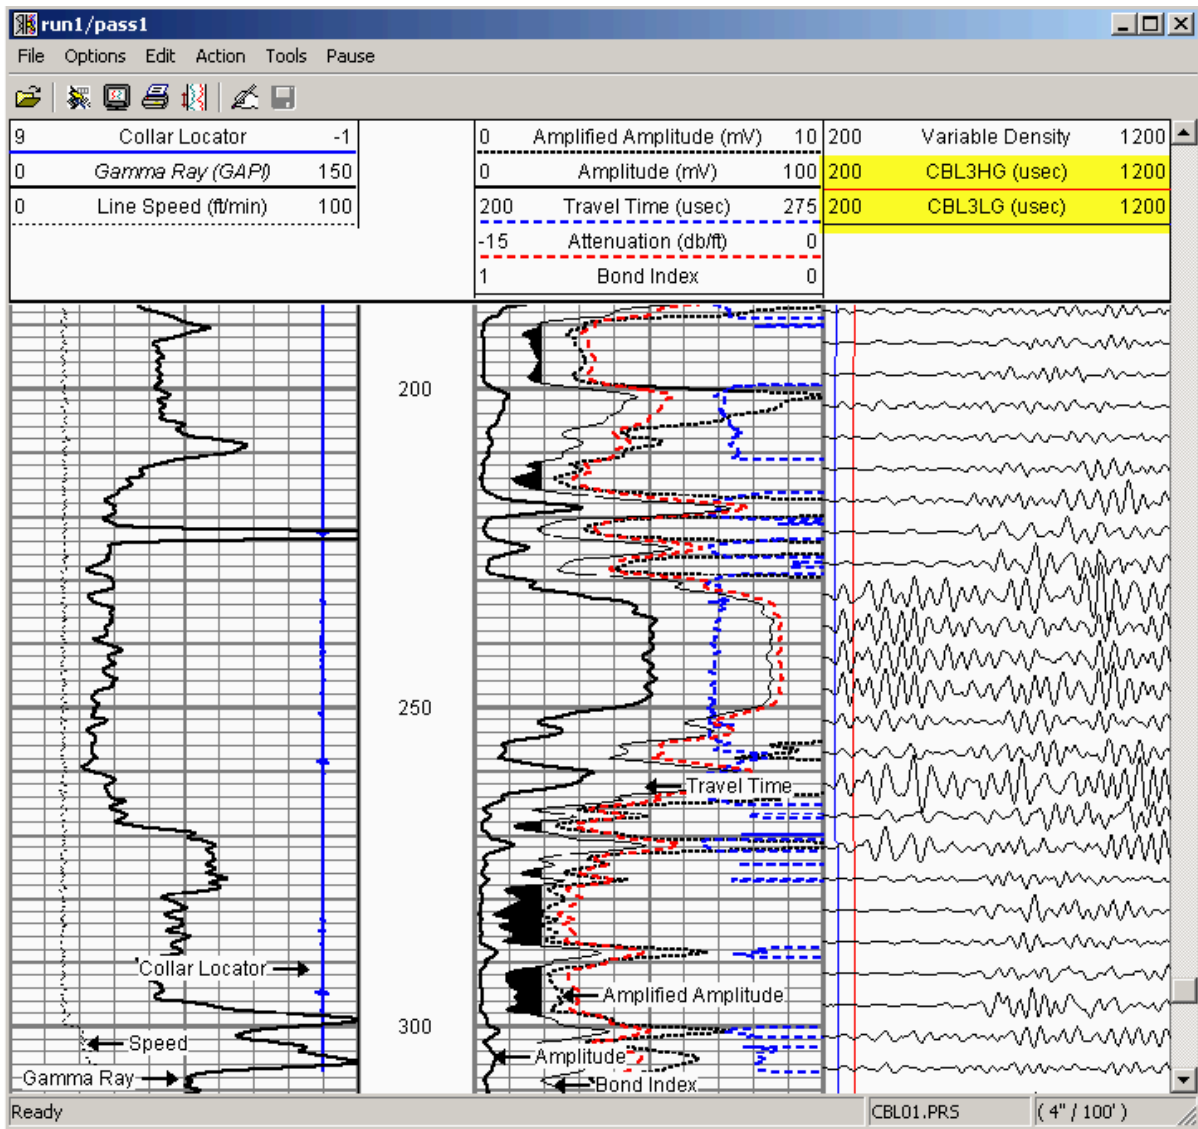 run1/pass1
File Options Edit Action Tools Pause
9 Collar Locator -1
0 Gamma Ray (GAPI) 150
0 Line Speed (ft/min) 100
0 Amplified Amplitude (mV) 10
0 Amplitude (mV) 100
200 Travel Time (usec) 275
-15 Attenuation (db/ft) 0
1 Bond Index 0
200 Variable Density 1200
200 CBL3HG (usec) 1200
200 CBL3LG (usec) 1200
200
250
Travel Time
Collar Locator
Amplified Amplitude
300
Speed
Amplitude
Gamma Ray
Bond Index
Ready CBL01.PRS ( 4" / 100' )